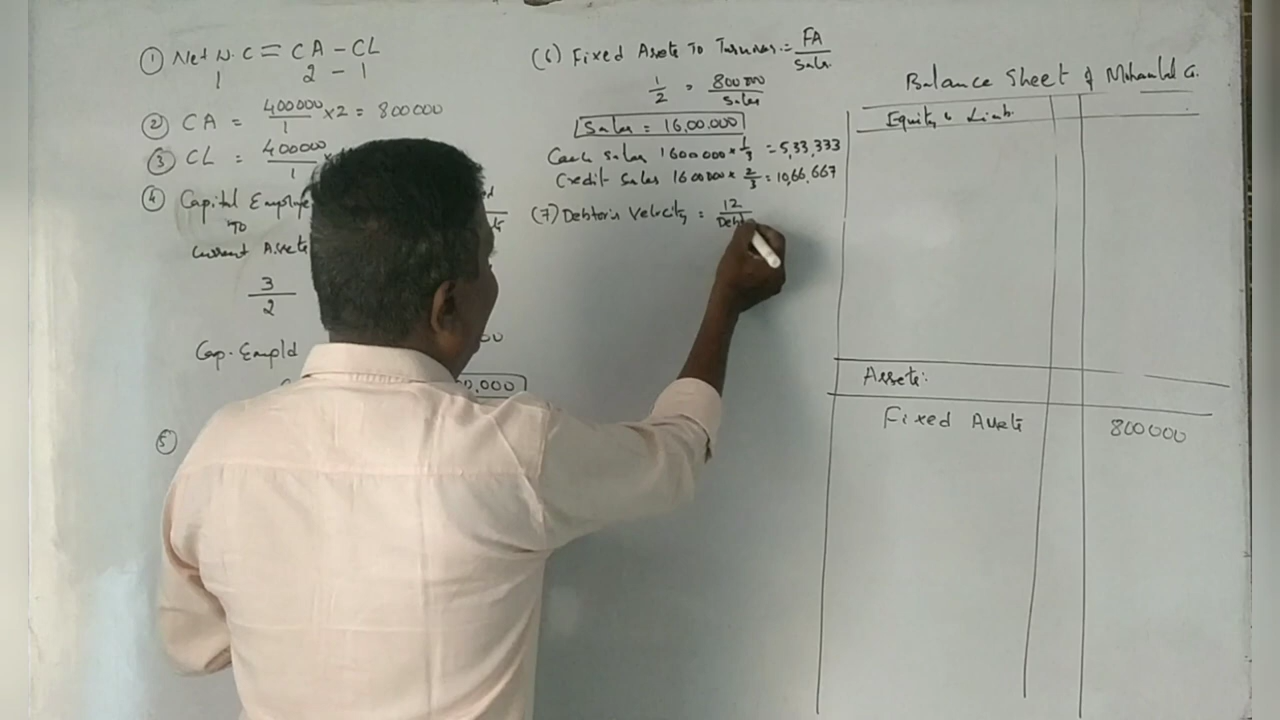 ① Net W.C = CA - CL
1 2 - 1
② CA = 400000/1 × 2 = 800000
③ CL = 400000/1 ×
④ Capital Employe
To
Current Assets
3/2
Cap. Empld
0,000
⑤
(6) Fixed Assets To Turnover = FA/Sales
1/2 = 800000/Sales
Sales = 16,00,000
Cash Sales 1600000 × 1/3 = 5,33,333
Credit Sales 1600000 × 2/3 = 10,66,667
(7) Debtors Velocity = 12/Debt
Balance Sheet of
Equity & Liab.
Assets:
Fixed Assets 800000